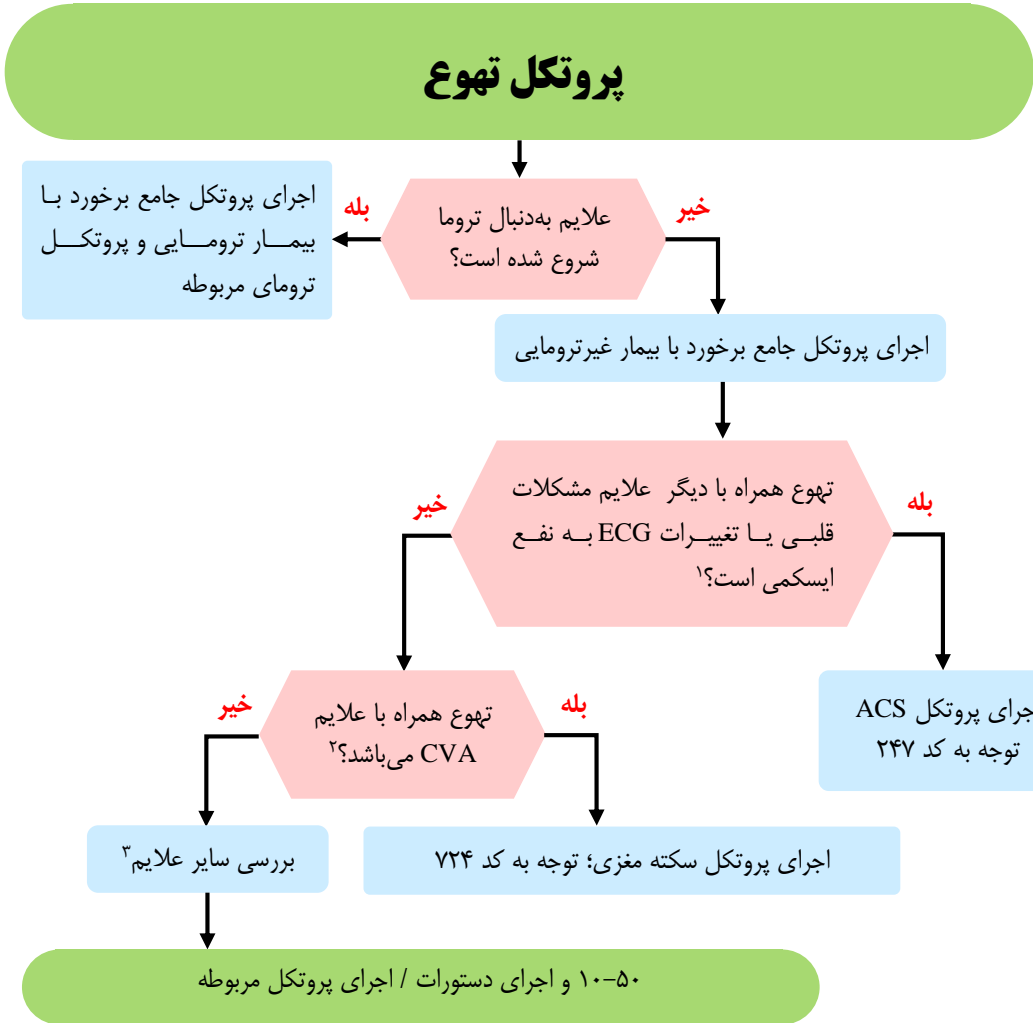 پروتکل تهوع
علایم به‌دنبال تروما
شروع شده است؟
بله
خیر
اجرای پروتکل جامع برخورد با
بیمار ترومایی و پروتکل
ترومای مربوطه
اجرای پروتکل جامع برخورد با بیمار غیرترومایی
تهوع همراه با دیگر علایم مشکلات
قلبی یا تغییرات ECG به نفع
ایسکمی است؟۱
بله
خیر
جرای پروتکل ACS
توجه به کد ۲۴۷
تهوع همراه با علایم
CVA می‌باشد؟۲
بله
خیر
اجرای پروتکل سکته مغزی؛ توجه به کد ۷۲۴
بررسی سایر علایم۳
۱۰-۵۰ و اجرای دستورات / اجرای پروتکل مربوطه